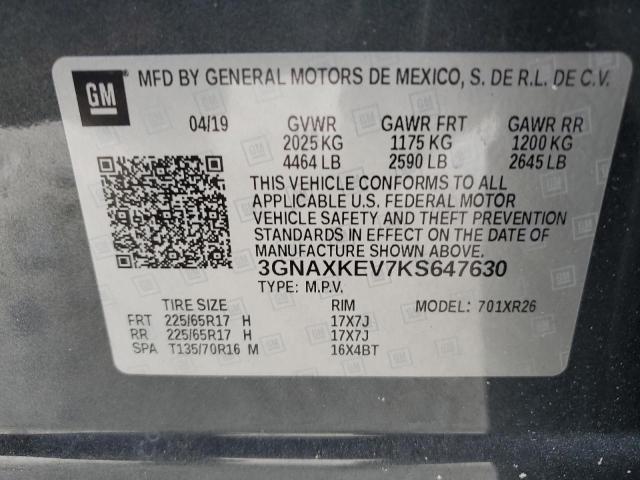 GM MFD BY GENERAL MOTORS DE MEXICO, S. DE R.L. DE C.V.
04/19 GVWR GAWR FRT GAWR RR
2025 KG 1175 KG 1200 KG
4464 LB 2590 LB 2645 LB
THIS VEHICLE CONFORMS TO ALL
APPLICABLE U.S. FEDERAL MOTOR
VEHICLE SAFETY AND THEFT PREVENTION
STANDARDS IN EFFECT ON THE DATE OF
MANUFACTURE SHOWN ABOVE.
3GNAXKEV7KS647630
TYPE: M.P.V.
TIRE SIZE RIM MODEL: 701XR26
FRT 225/65R17 H 17X7J
RR 225/65R17 H 17X7J
SPA T135/70R16 M 16X4BT